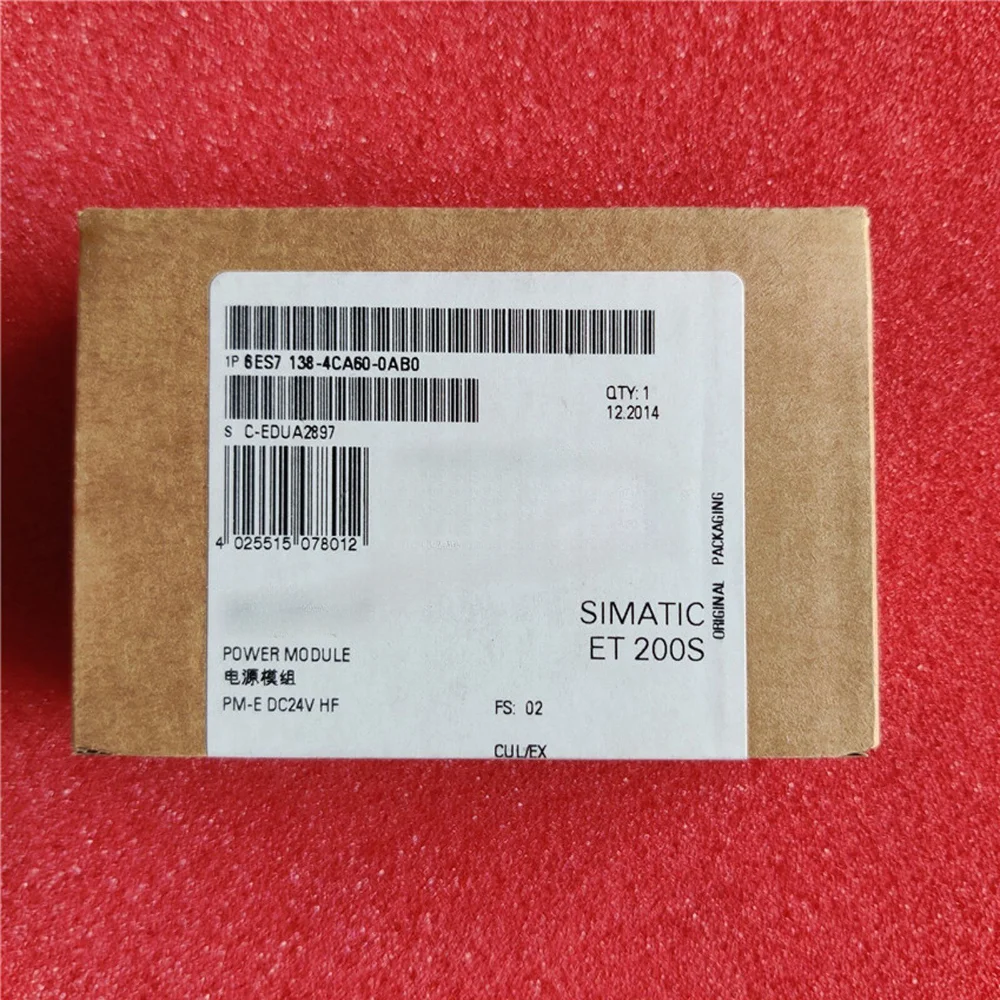 1P 6ES7 138-4CA60-0AB0
QTY: 1
12.2014
S C-EDUA2897
4 025515 078012
ORIGINAL PACKAGING
SIMATIC
ET 200S
POWER MODULE
电源模组
PM-E DC24V HF
FS: 02
CUL/EX